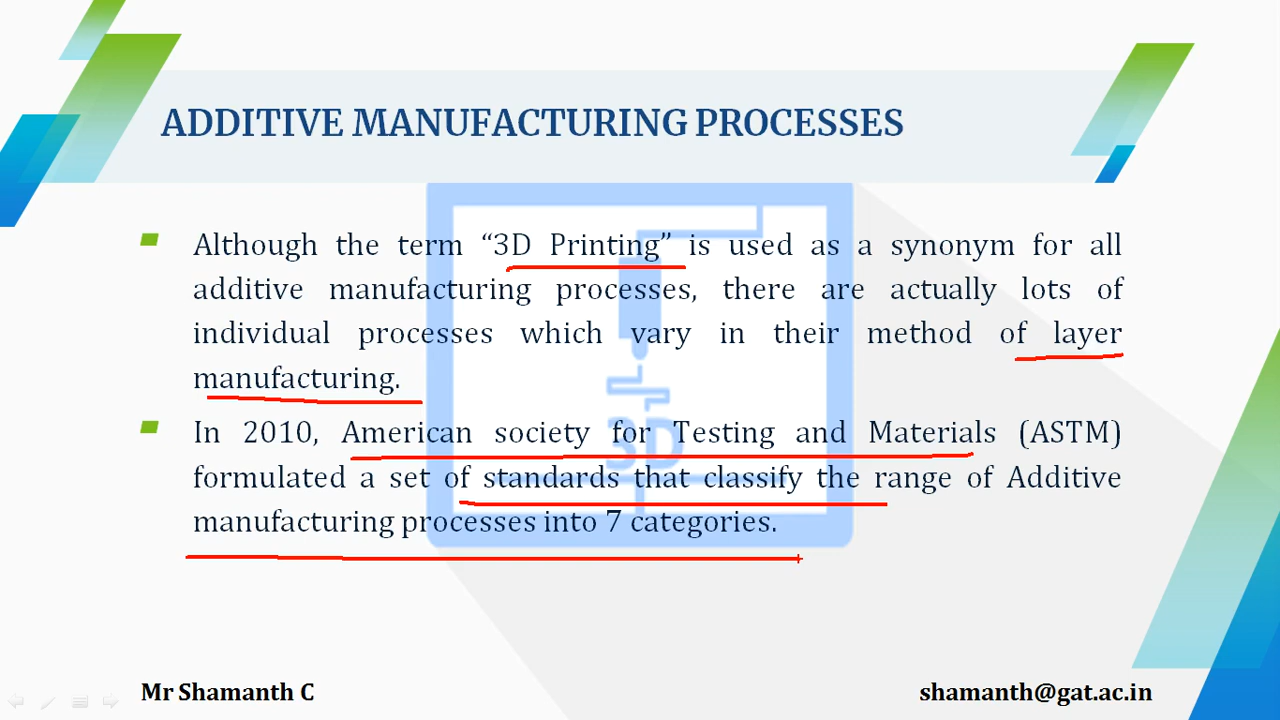 ADDITIVE MANUFACTURING PROCESSES
Although the term “3D Printing” is used as a synonym for all
additive manufacturing processes, there are actually lots of
individual processes which vary in their method of layer
manufacturing.
In 2010, American society for Testing and Materials (ASTM)
formulated a set of standards that classify the range of Additive
manufacturing processes into 7 categories.
3D
Mr Shamanth C
shamanth@gat.ac.in